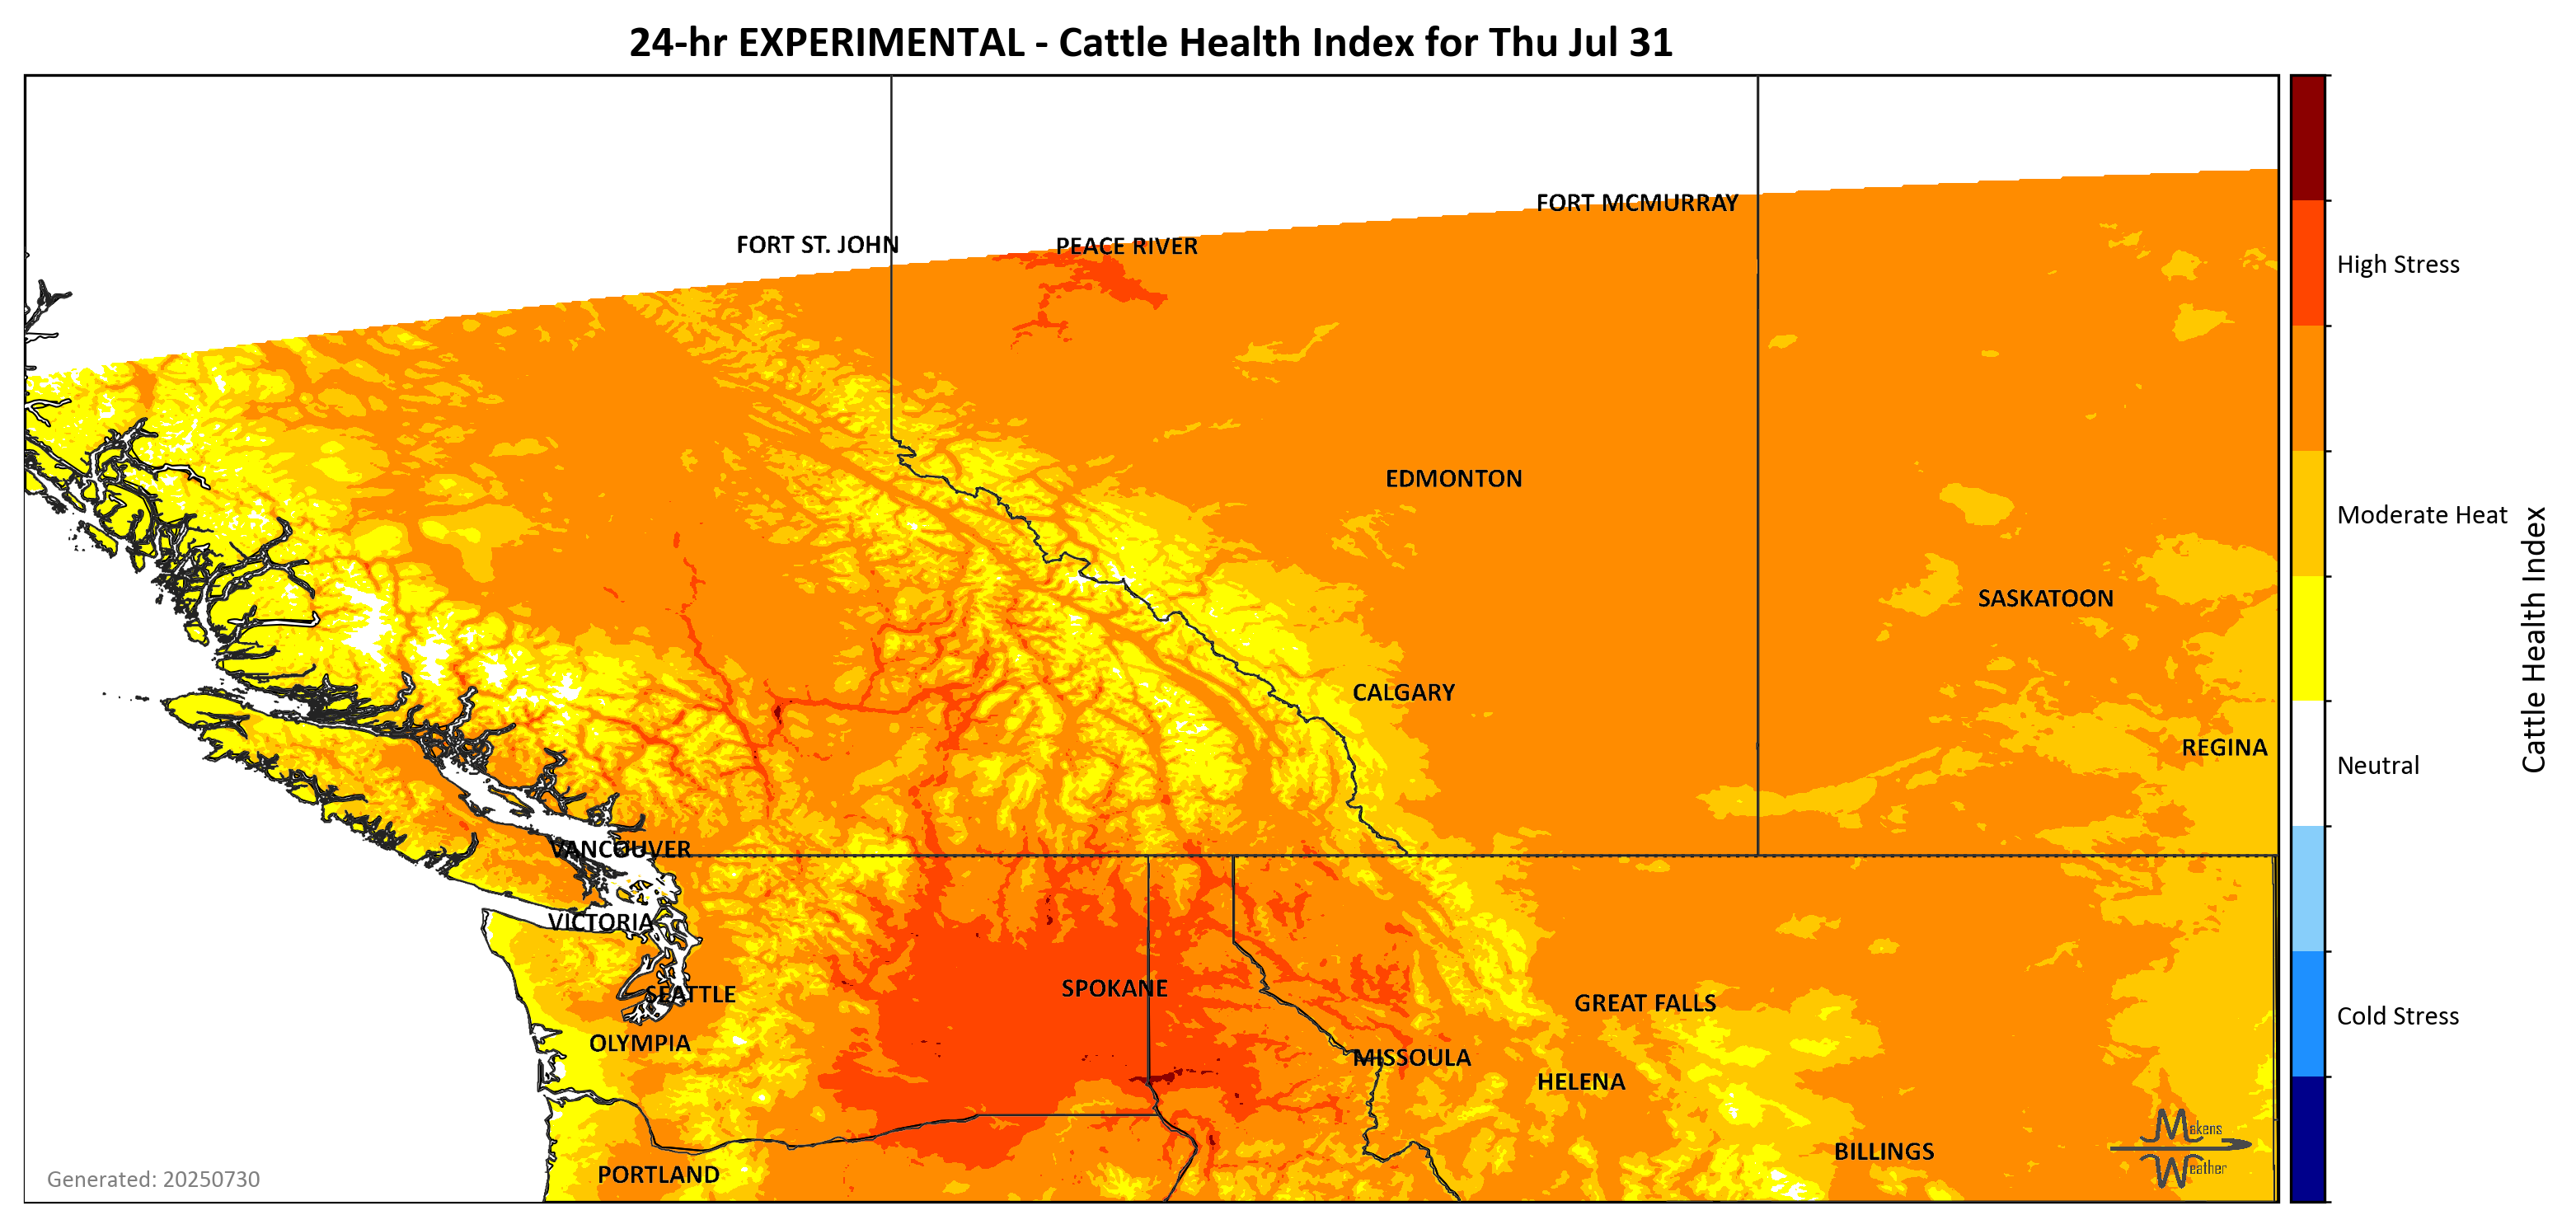 24-hr EXPERIMENTAL - Cattle Health Index for Thu Jul 31
FORT MCMURRAY
FORT ST. JOHN
PEACE RIVER
EDMONTON
SASKATOON
CALGARY
REGINA
VANCOUVER
VICTORIA
SPOKANE
SEATTLE
GREAT FALLS
OLYMPIA
MISSOULA
HELENA
BILLINGS
PORTLAND
Makens
Weather
Generated: 20250730
High Stress
Moderate Heat
Neutral
Cold Stress
Cattle Health Index